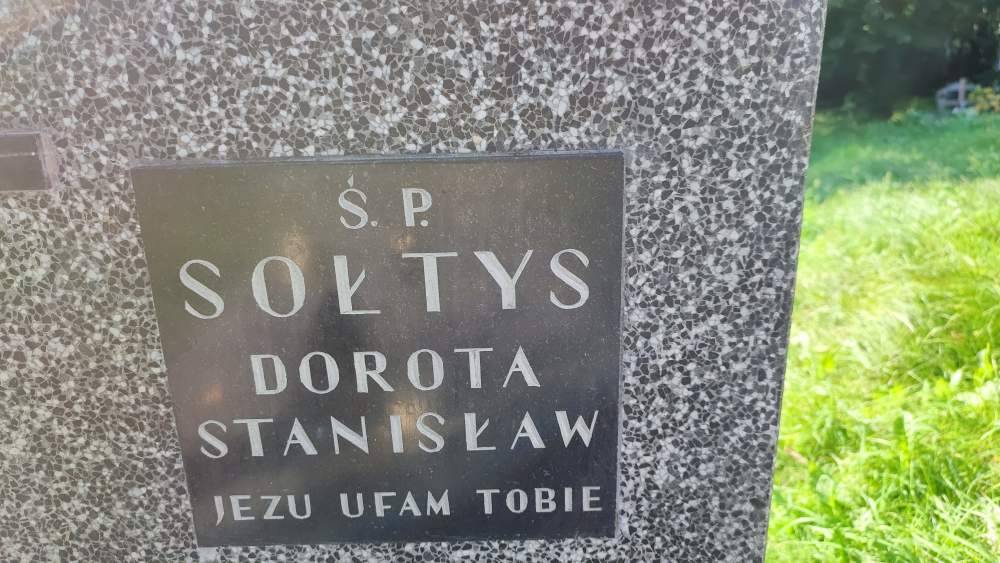 Ś. P.
SOŁTYS
DOROTA
STANISŁAW
JEZU UFAM TOBIE